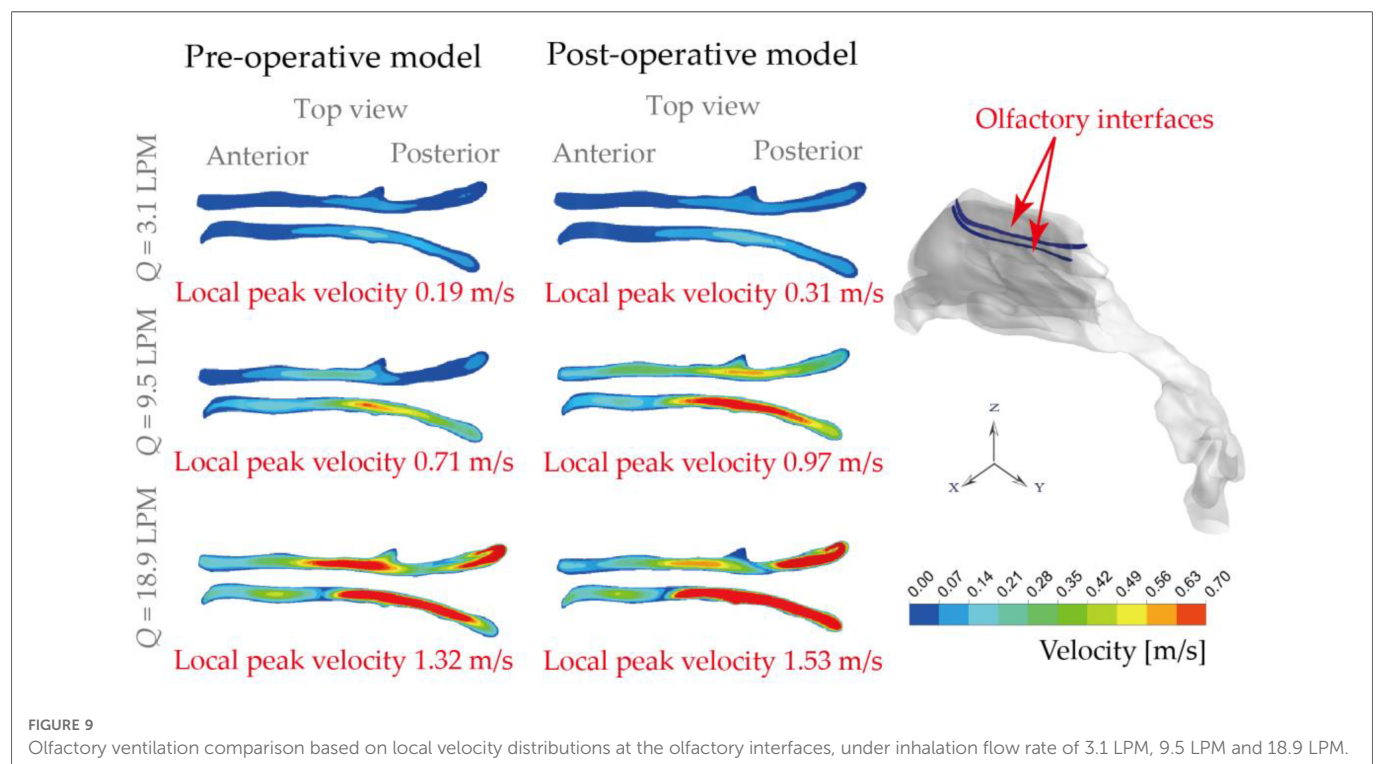 Pre-operative model
Post-operative model
Top view
Top view
Olfactory interfaces
Anterior
Posterior
Anterior
Posterior
Q = 3.1 LPM
Local peak velocity 0.19 m/s
Local peak velocity 0.31 m/s
Q = 9.5 LPM
Local peak velocity 0.71 m/s
Local peak velocity 0.97 m/s
Z
X
Y
Q = 18.9 LPM
Local peak velocity 1.32 m/s
Local peak velocity 1.53 m/s
0.00 0.07 0.14 0.21 0.28 0.35 0.42 0.49 0.56 0.63 0.70
Velocity [m/s]
FIGURE 9
Olfactory ventilation comparison based on local velocity distributions at the olfactory interfaces, under inhalation flow rate of 3.1 LPM, 9.5 LPM and 18.9 LPM.